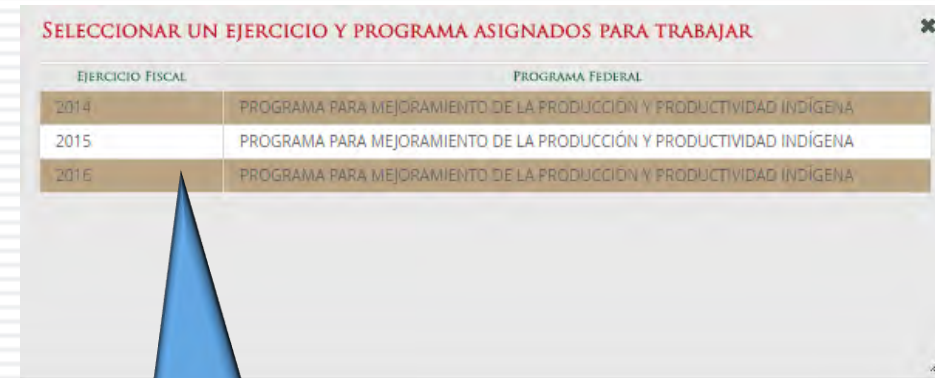 SELECCIONAR UN EJERCICIO Y PROGRAMA ASIGNADOS PARA TRABAJAR
EJERCICIO FISCAL PROGRAMA FEDERAL
2014 PROGRAMA PARA MEJORAMIENTO DE LA PRODUCCIÓN Y PRODUCTIVIDAD INDÍGENA
2015 PROGRAMA PARA MEJORAMIENTO DE LA PRODUCCIÓN Y PRODUCTIVIDAD INDÍGENA
2016 PROGRAMA PARA MEJORAMIENTO DE LA PRODUCCIÓN Y PRODUCTIVIDAD INDÍGENA